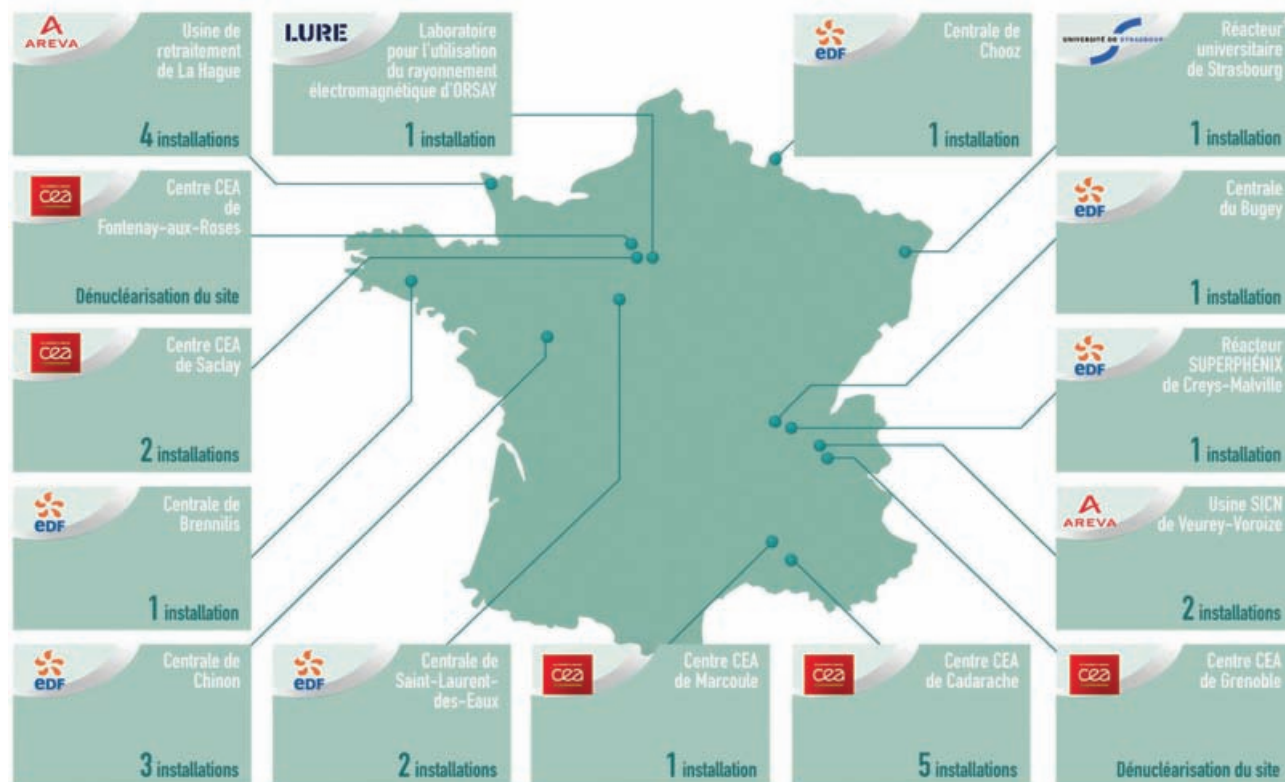 AREVA
Usine de
retraitement
de La Hague
4 installations
LURE
Laboratoire
pour l'utilisation
du rayonnement
électromagnétique d'ORSAY
1 installation
eDF
Centrale de
Chooz
1 installation
UNIVERSITÉ DE STRASBOURG
Réacteur
universitaire
de Strasbourg
1 installation
cea
Centre CEA
de
Fontenay-aux-Roses
Dénucléarisation du site
eDF
Centrale
du Bugey
1 installation
cea
Centre CEA
de Saclay
2 installations
eDF
Réacteur
SUPERPHÉNIX
de Creys-Malville
1 installation
eDF
Centrale de
Brennilis
1 installation
AREVA
Usine SICN
de Veurey-Voroize
2 installations
eDF
Centrale de
Chinon
3 installations
eDF
Centrale de
Saint-Laurent-
des-Eaux
2 installations
cea
Centre CEA
de Marcoule
1 installation
cea
Centre CEA
de Cadarache
5 installations
cea
Centre CEA
de Grenoble
Dénucléarisation du site